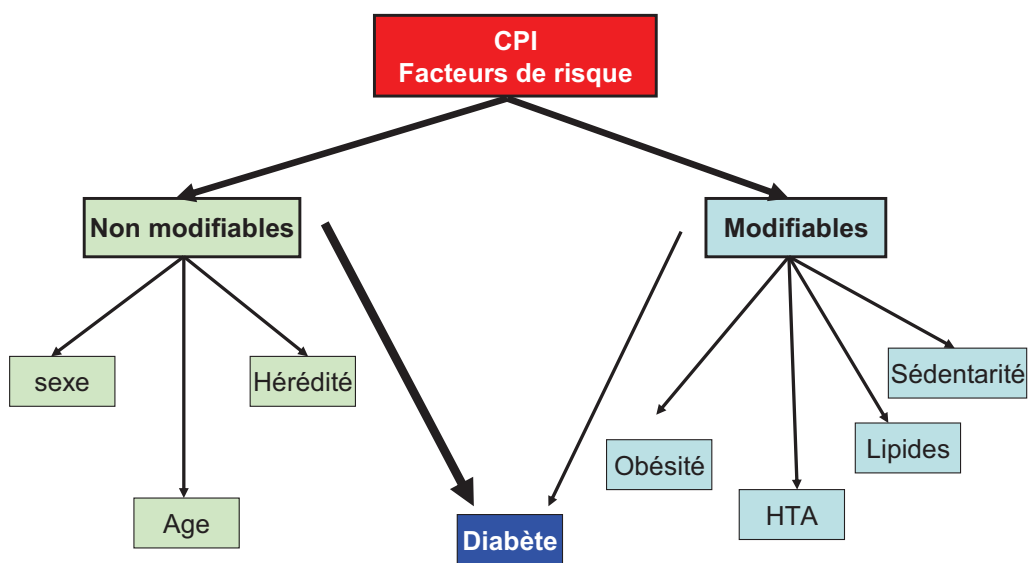 CPI
Facteurs de risque
Non modifiables
Modifiables
sexe
Hérédité
Sédentarité
Obésité
Lipides
Age
HTA
Diabète